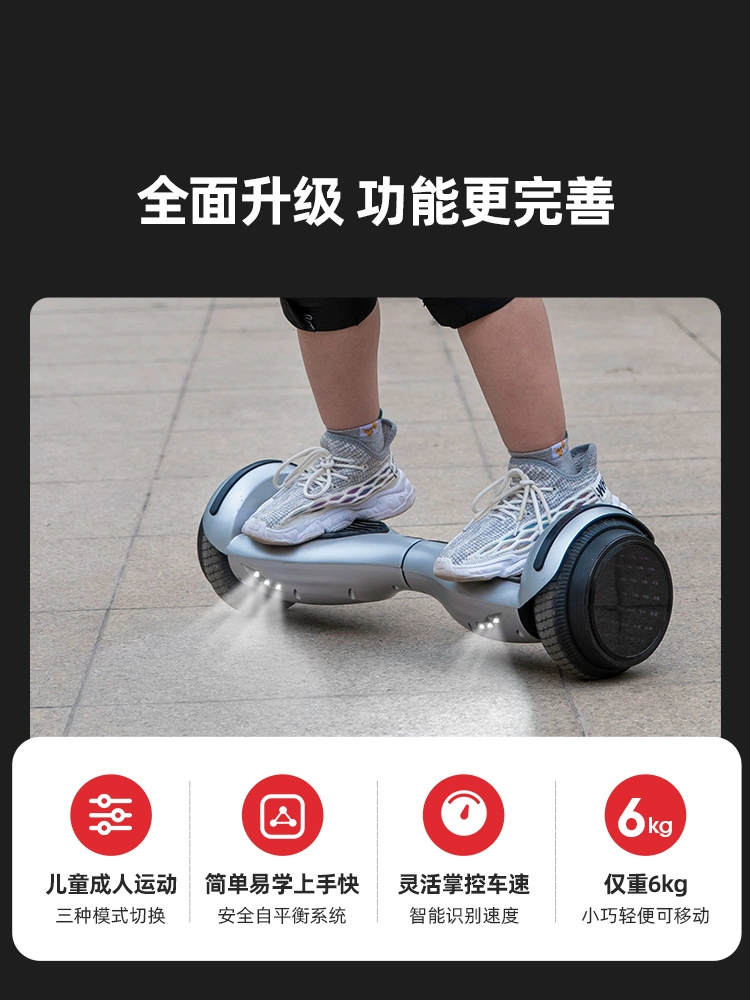 全面升级 功能更完善
6kg
儿童成人运动
三种模式切换
简单易学上手快
安全自平衡系统
灵活掌控车速
智能识别速度
仅重6kg
小巧轻便可移动